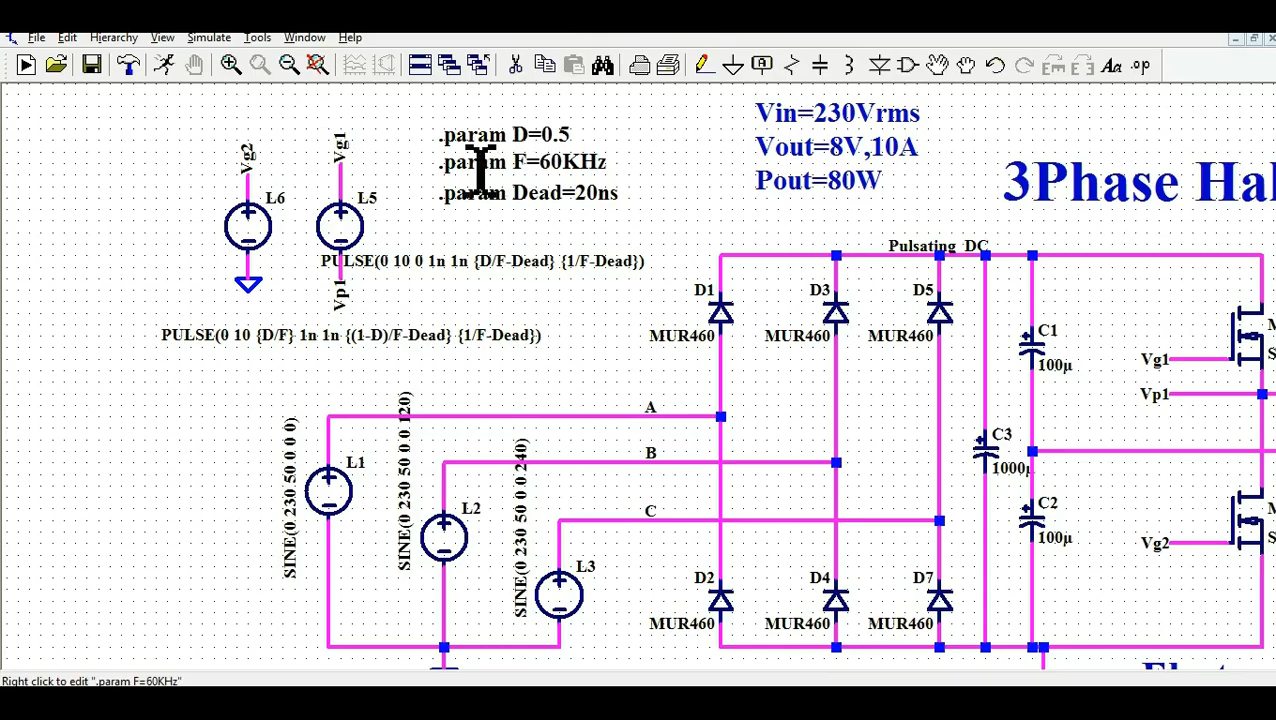 File Edit Hierarchy View Simulate Tools Window Help
.op
.param D=0.5
.param F=60KHz
.param Dead=20ns
Vin=230Vrms
Vout=8V,10A
Pout=80W
3Phase Hal
Vg2
Vg1
L6
L5
PULSE(0 10 0 1n 1n {D/F-Dead} {1/F-Dead})
Vp1
PULSE(0 10 {D/F} 1n 1n {(1-D)/F-Dead} {1/F-Dead})
Pulsating DC
D1
MUR460
D3
MUR460
D5
MUR460
C1
100µ
Vg1
Vp1
A
B
C
SINE(0 230 50 0 0 0)
L1
SINE(0 230 50 0 0 120)
L2
SINE(0 230 50 0 0 240)
L3
C3
1000µ
C2
100µ
Vg2
D2
MUR460
D4
MUR460
D7
MUR460
Right click to edit ".param F=60KHz"